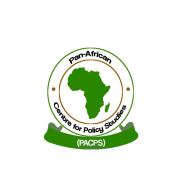 Pan-African
Centre for Policy Studies
(PACPS)